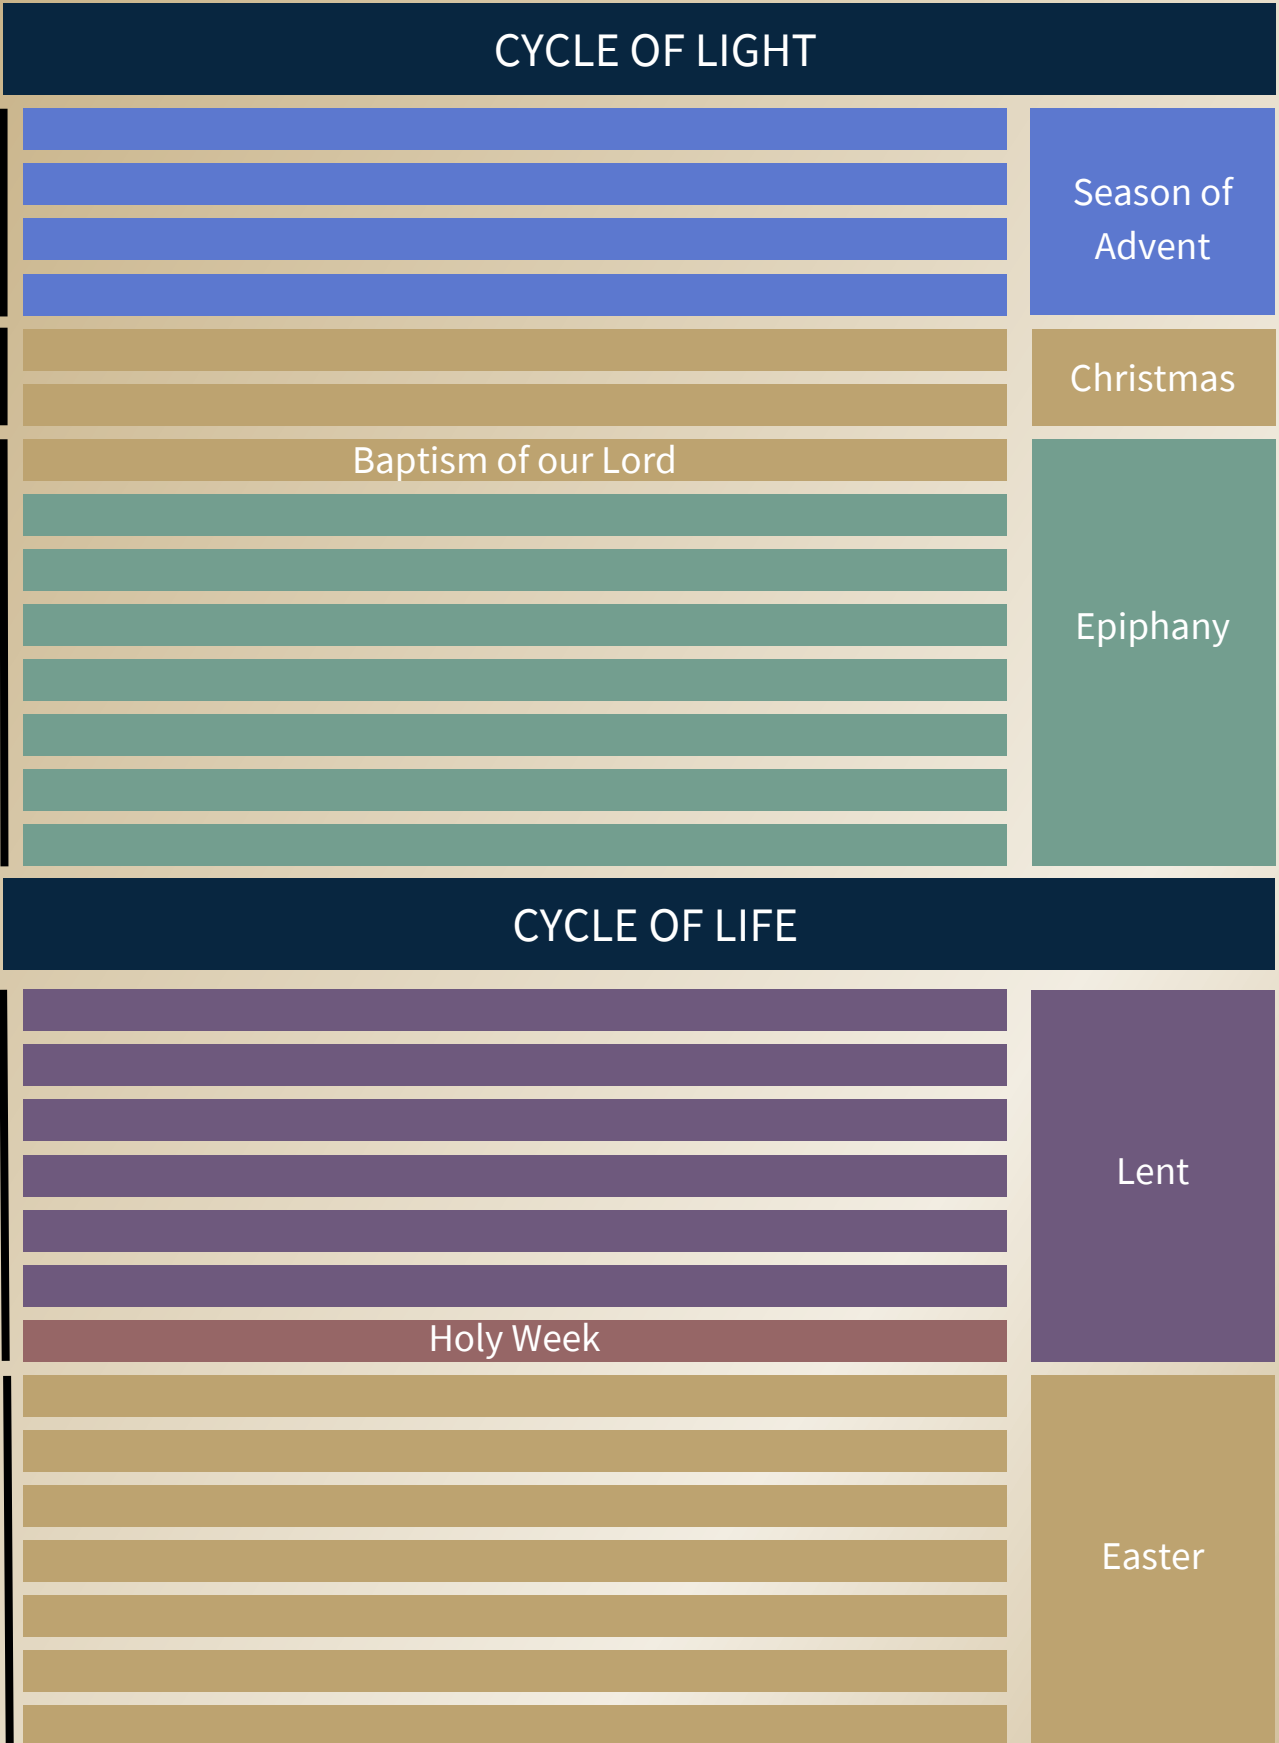 CYCLE OF LIGHT
Season of
Advent
Christmas
Baptism of our Lord
Epiphany
CYCLE OF LIFE
Lent
Holy Week
Easter